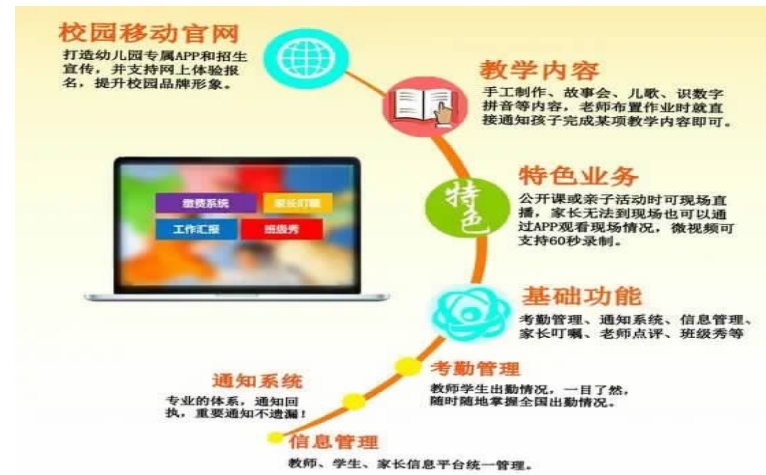 校园移动官网
打造幼儿园专属APP和招生
宣传，并支持网上体验报
名，提升校园品牌形象。
教学内容
手工制作、故事会、儿歌、识数字
拼音等内容，老师布置作业时就直
接通知孩子完成某项教学内容即可。
特色
特色业务
公开课或亲子活动时可现场直
播，家长无法到现场也可以通
过APP观看现场情况，微视频可
支持60秒录制。
缴费系统
家长叮嘱
工作汇报
班级秀
基础功能
考勤管理、通知系统、信息管理、
家长叮嘱、老师点评、班级秀等
考勤管理
教师学生出勤情况，一目了然，
随时随地掌握全国出勤情况。
通知系统
专业的体系，通知回
执，重要通知不遗漏！
信息管理
教师、学生、家长信息平台统一管理。